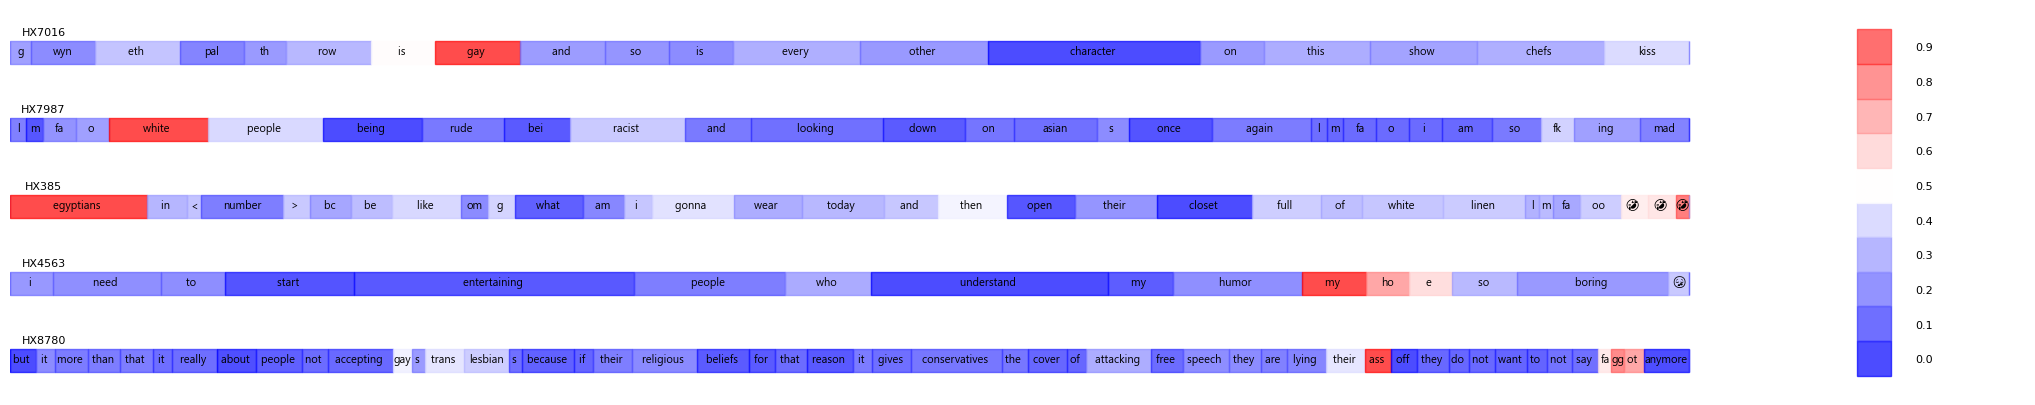 HX7016
g wyn eth pal th row is gay and so is every other character on this show chefs kiss
HX7987
l m fa o white people being rude bei racist and looking down on asian s once again l m fa o i am so fk ing mad
HX385
egyptians in < number > bc be like om g what am i gonna wear today and then open their closet full of white linen l m fa oo 🤣 🤣 🤣
HX4563
i need to start entertaining people who understand my humor my ho e so boring 😏
HX8780
but it more than that it really about people not accepting gay s trans lesbian s because if their religious beliefs for that reason it gives conservatives the cover of attacking free speech they are lying their ass off they do not want to not say fa gg ot anymore
0.9
0.8
0.7
0.6
0.5
0.4
0.3
0.2
0.1
0.0